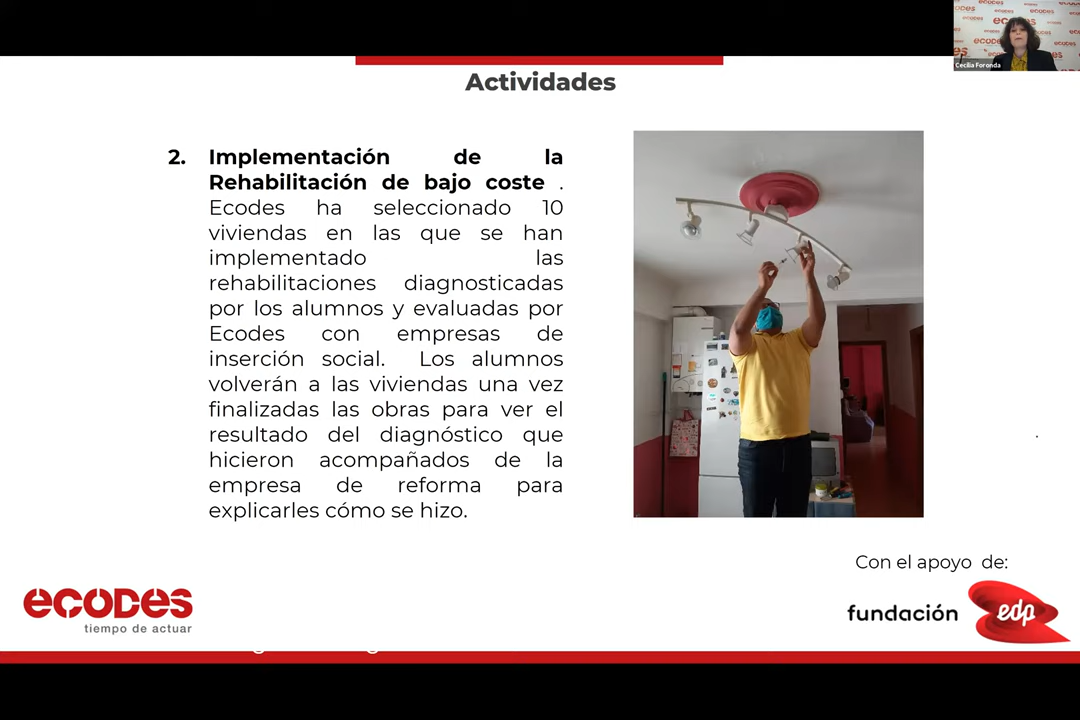 ecodes
Cecilia Foronda
Actividades
2. Implementación de la
Rehabilitación de bajo coste .
Ecodes ha seleccionado 10
viviendas en las que se han
implementado las
rehabilitaciones diagnosticadas
por los alumnos y evaluadas por
Ecodes con empresas de
inserción social. Los alumnos
volverán a las viviendas una vez
finalizadas las obras para ver el
resultado del diagnóstico que
hicieron acompañados de la
empresa de reforma para
explicarles cómo se hizo.
Con el apoyo de:
ecodes
tiempo de actuar
fundación edp